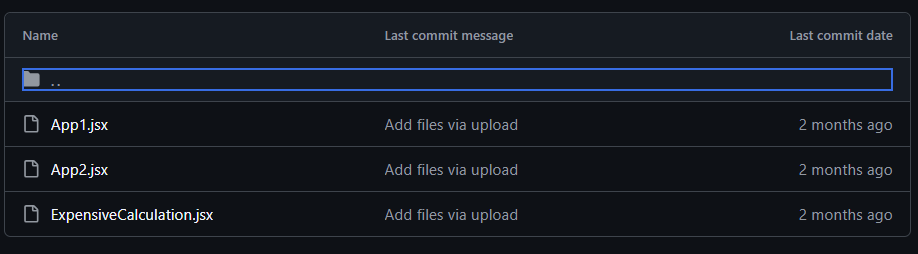 Name Last commit message Last commit date
..
App1.jsx Add files via upload 2 months ago
App2.jsx Add files via upload 2 months ago
ExpensiveCalculation.jsx Add files via upload 2 months ago